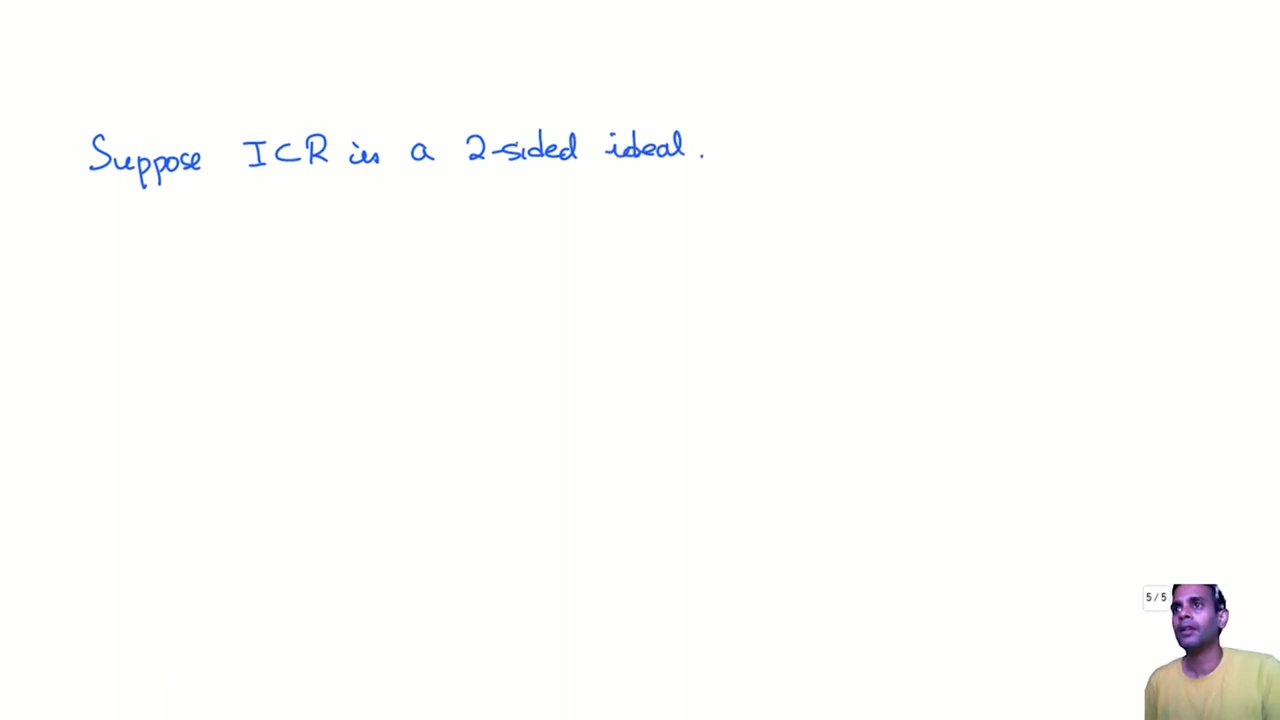 Suppose I ⊂ R is a 2-sided ideal.
5/5